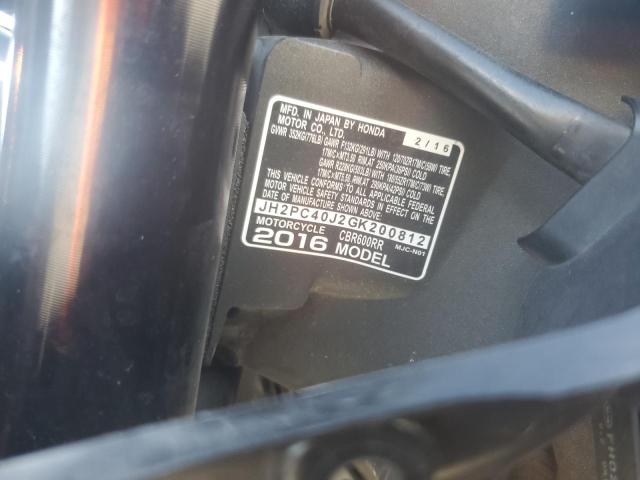 MFD. IN JAPAN BY HONDA
MOTOR CO., LTD. 2/16
GVWR 352KG(776LB) GAWR F132KG(291LB) WITH 120/70ZR17M/C(58W) TIRE
17M/C×MT3.50 RIM AT 250KPA(36PSI) COLD
GAWR R220KG(485LB) WITH 180/55ZR17M/C(73W) TIRE
17M/C×MT5.50 RIM AT 290KPA(42PSI) COLD
THIS VEHICLE CONFORMS TO ALL APPLICABLE FEDERAL
MOTOR VEHICLE SAFETY STANDARDS IN EFFECT ON
THE DATE OF MANUFACTURE SHOWN ABOVE.
JH2PC40J2GK200812
MOTORCYCLE CBR600RR MJC-N01
2016 MODEL